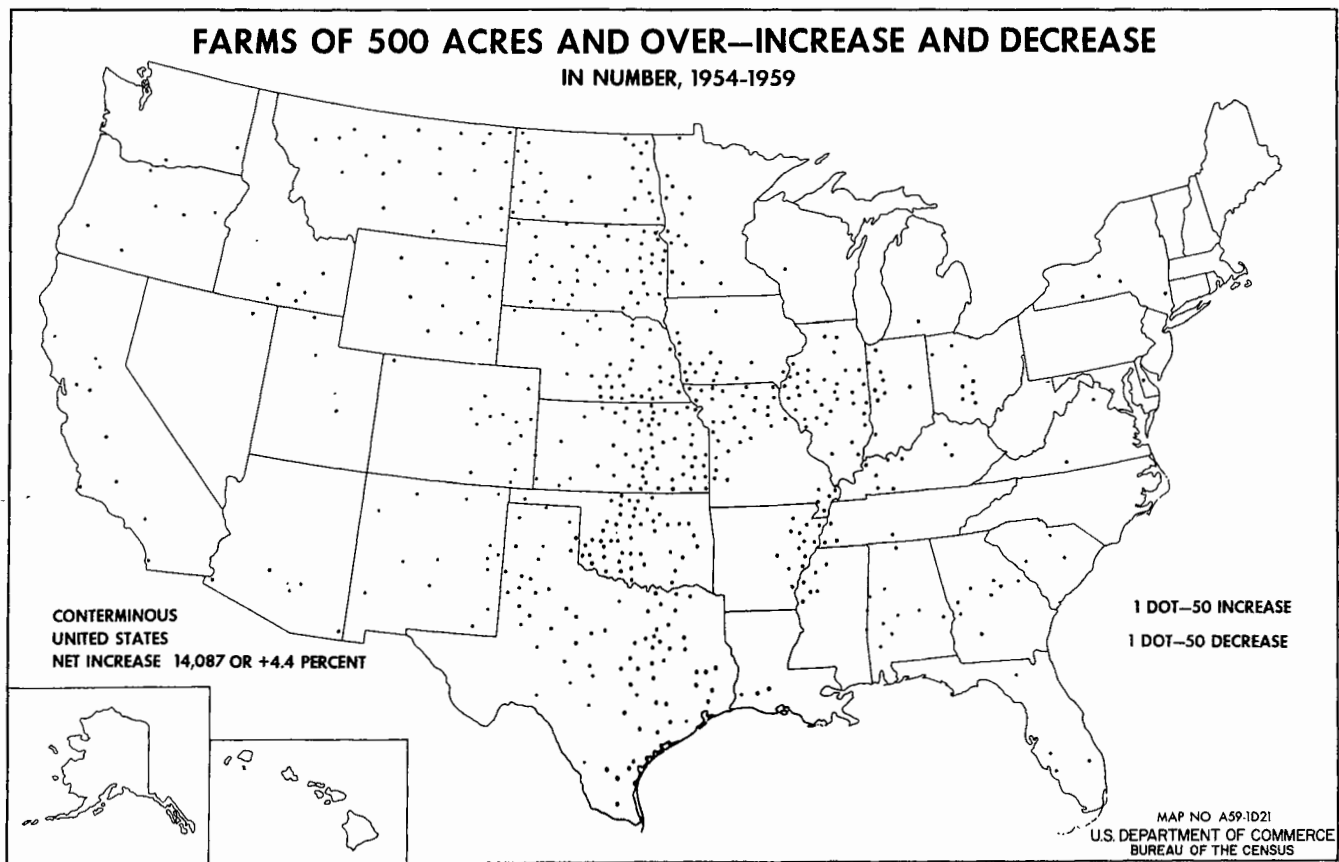 FARMS OF 500 ACRES AND OVER—INCREASE AND DECREASE
IN NUMBER, 1954-1959
CONTERMINOUS
UNITED STATES
NET INCREASE 14,087 OR +4.4 PERCENT
1 DOT—50 INCREASE
1 DOT—50 DECREASE
MAP NO A59-1D21
U.S. DEPARTMENT OF COMMERCE
BUREAU OF THE CENSUS